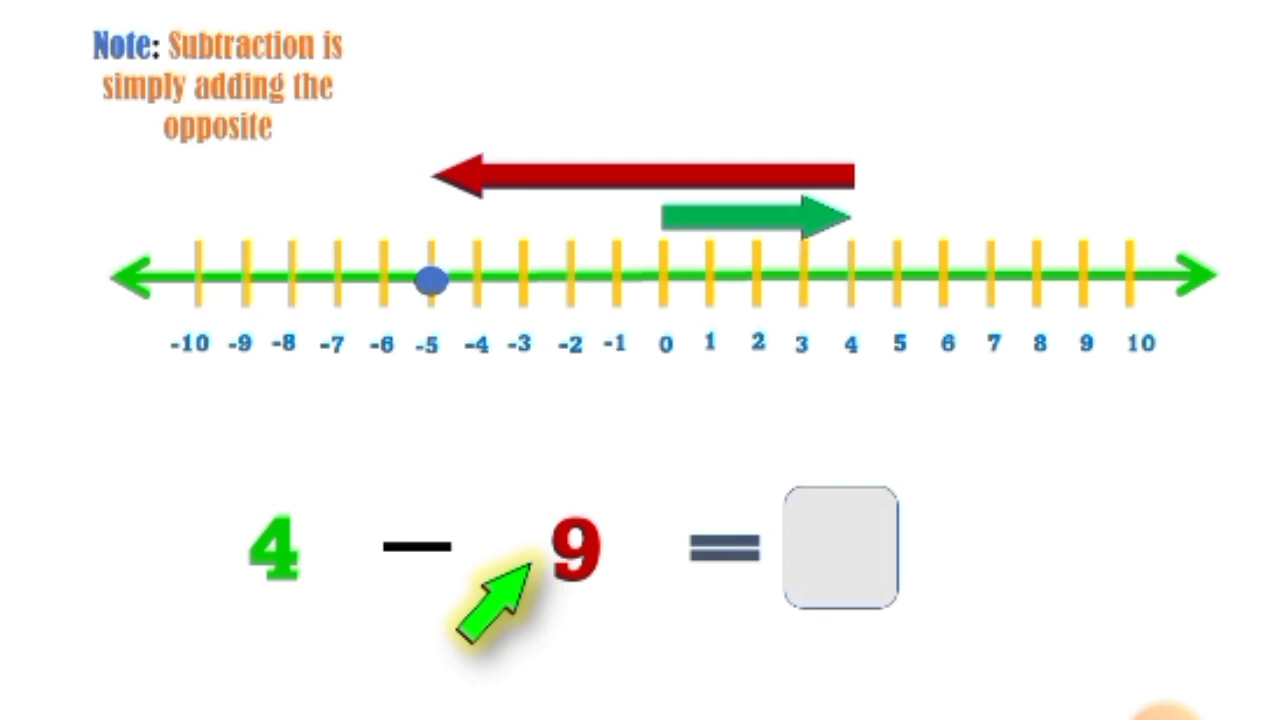 Note: Subtraction is
simply adding the
opposite
-10 -9 -8 -7 -6 -5 -4 -3 -2 -1 0 1 2 3 4 5 6 7 8 9 10
4 — 9 =